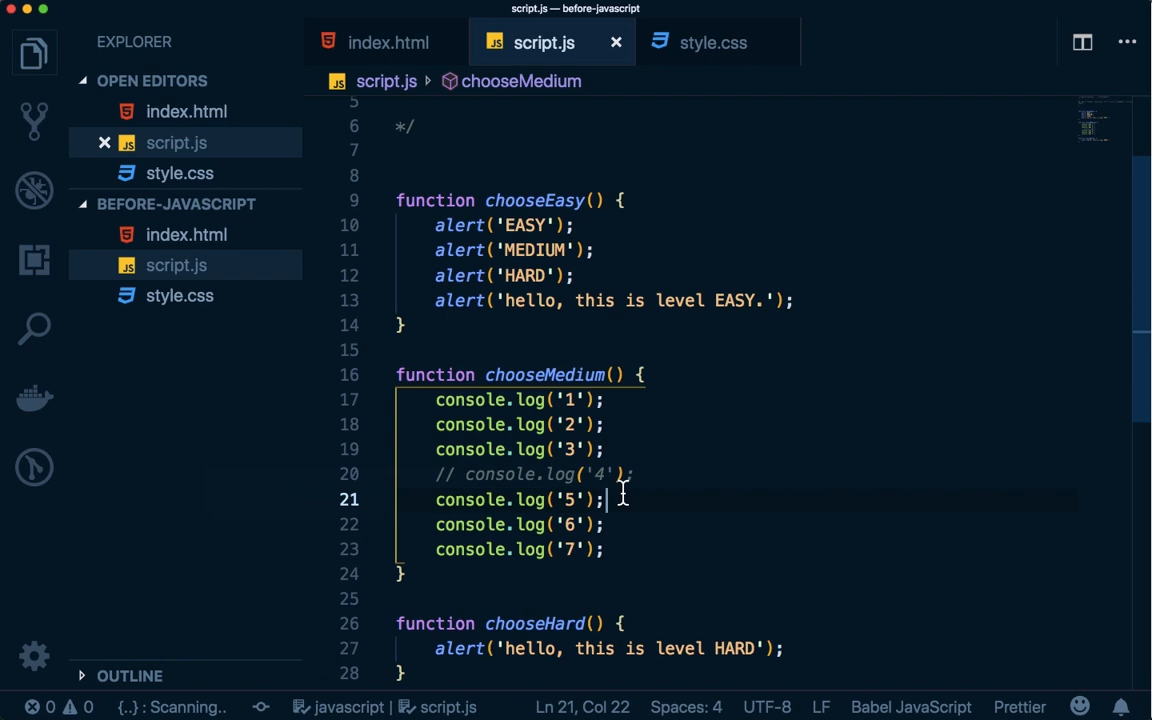 script.js — before-javascript
EXPLORER
OPEN EDITORS
index.html
script.js
style.css
BEFORE-JAVASCRIPT
index.html
script.js
style.css
OUTLINE
index.html
script.js
style.css
script.js chooseMedium
5
6 */
7
8
9 function chooseEasy() {
10 alert('EASY');
11 alert('MEDIUM');
12 alert('HARD');
13 alert('hello, this is level EASY.');
14 }
15
16 function chooseMedium() {
17 console.log('1');
18 console.log('2');
19 console.log('3');
20 // console.log('4');
21 console.log('5');
22 console.log('6');
23 console.log('7');
24 }
25
26 function chooseHard() {
27 alert('hello, this is level HARD');
28 }
0 0 {..} : Scanning.. javascript | script.js Ln 21, Col 22 Spaces: 4 UTF-8 LF Babel JavaScript Prettier